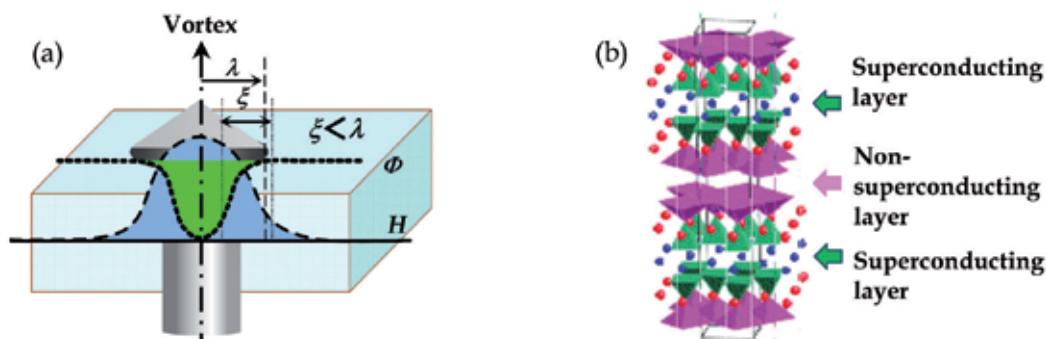 (a)
Vortex
λ
ξ
ξ<λ
Φ
H
(b)
Superconducting
layer
Non-
superconducting
layer
Superconducting
layer